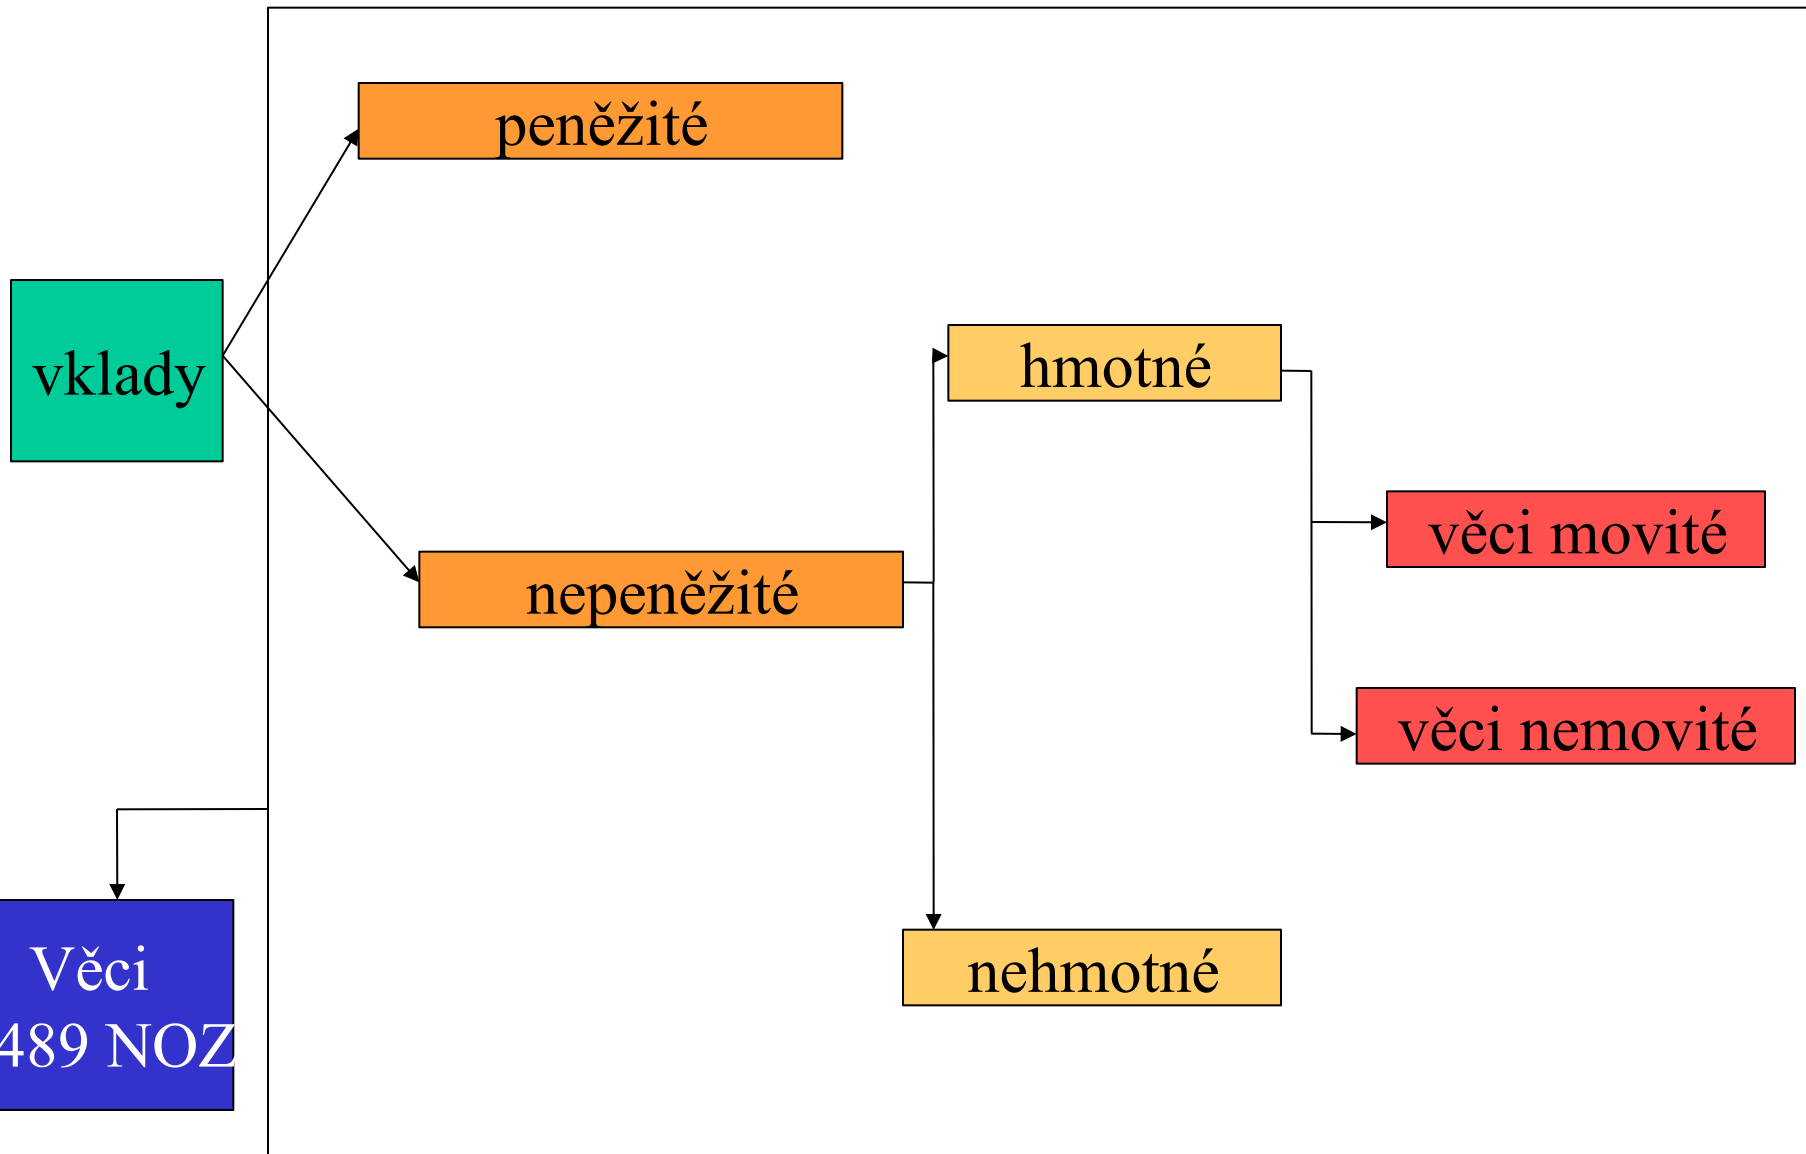 peněžité
vklady
hmotné
věci movité
nepeněžité
věci nemovité
Věci
489 NOZ
nehmotné